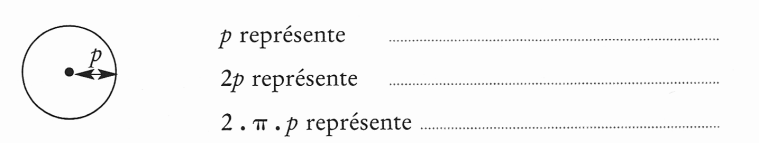 p
p représente ........................................
2p représente ........................................
2 . π . p représente ........................................